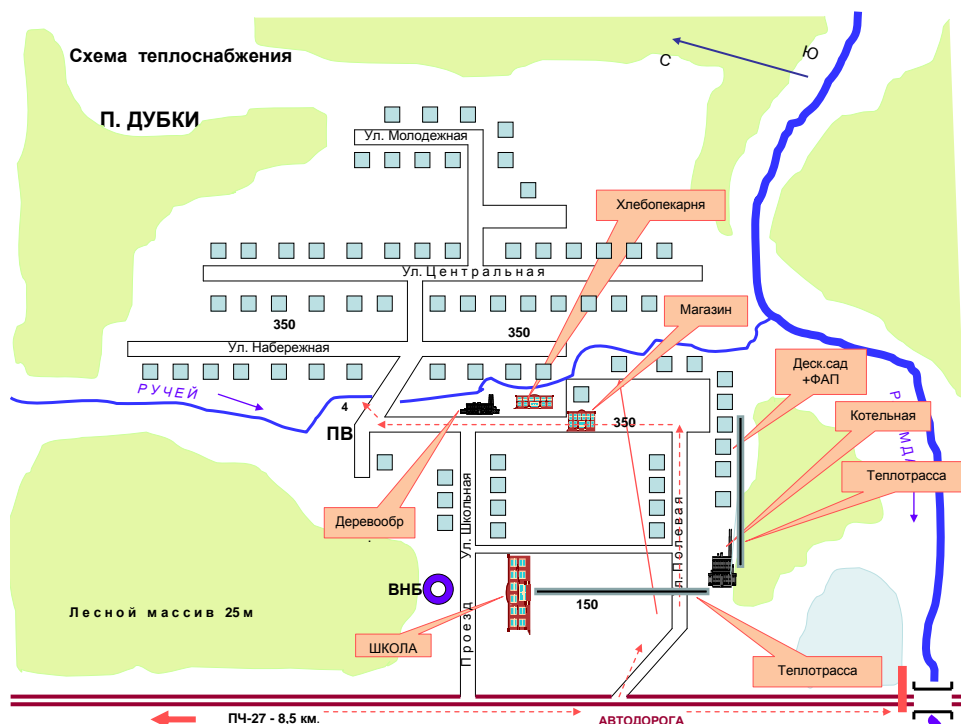 Схема теплоснабжения
Ю
С
П. ДУБКИ
Ул. Молодежная
Хлебопекарня
Ул. Центральная
Магазин
350
350
Ул. Набережная
Деск.сад
+ФАП
РУЧЕЙ
4
Котельная
ПВ
350
Теплотрасса
Деревообр
Ул. Школьная
л. Полевая
ВНБ
150
Лесной массив 25м
ШКОЛА
Проезд
Теплотрасса
ПЧ-27 - 8,5 км.
АВТОДОРОГА